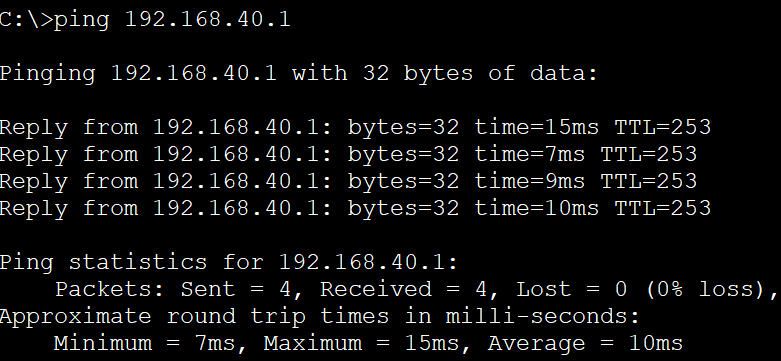 C:\>ping 192.168.40.1
Pinging 192.168.40.1 with 32 bytes of data:
Reply from 192.168.40.1: bytes=32 time=15ms TTL=253
Reply from 192.168.40.1: bytes=32 time=7ms TTL=253
Reply from 192.168.40.1: bytes=32 time=9ms TTL=253
Reply from 192.168.40.1: bytes=32 time=10ms TTL=253
Ping statistics for 192.168.40.1:
    Packets: Sent = 4, Received = 4, Lost = 0 (0% loss),
Approximate round trip times in milli-seconds:
    Minimum = 7ms, Maximum = 15ms, Average = 10ms